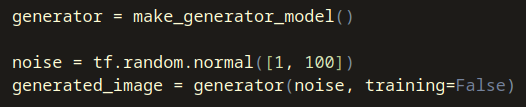 generator = make_generator_model()

noise = tf.random.normal([1, 100])
generated_image = generator(noise, training=False)